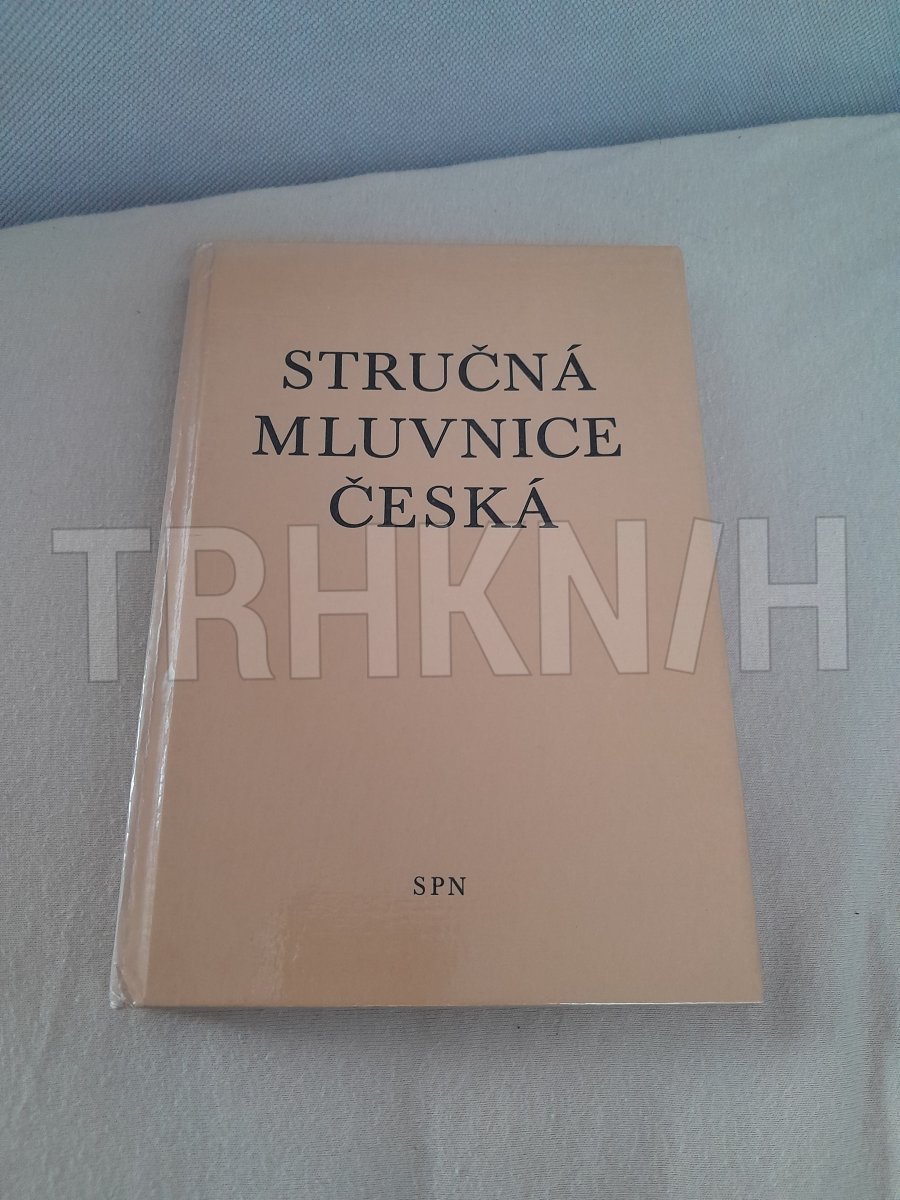 STRUČNÁ
MLUVNICE
ČESKÁ
TRHKNIH
SPN